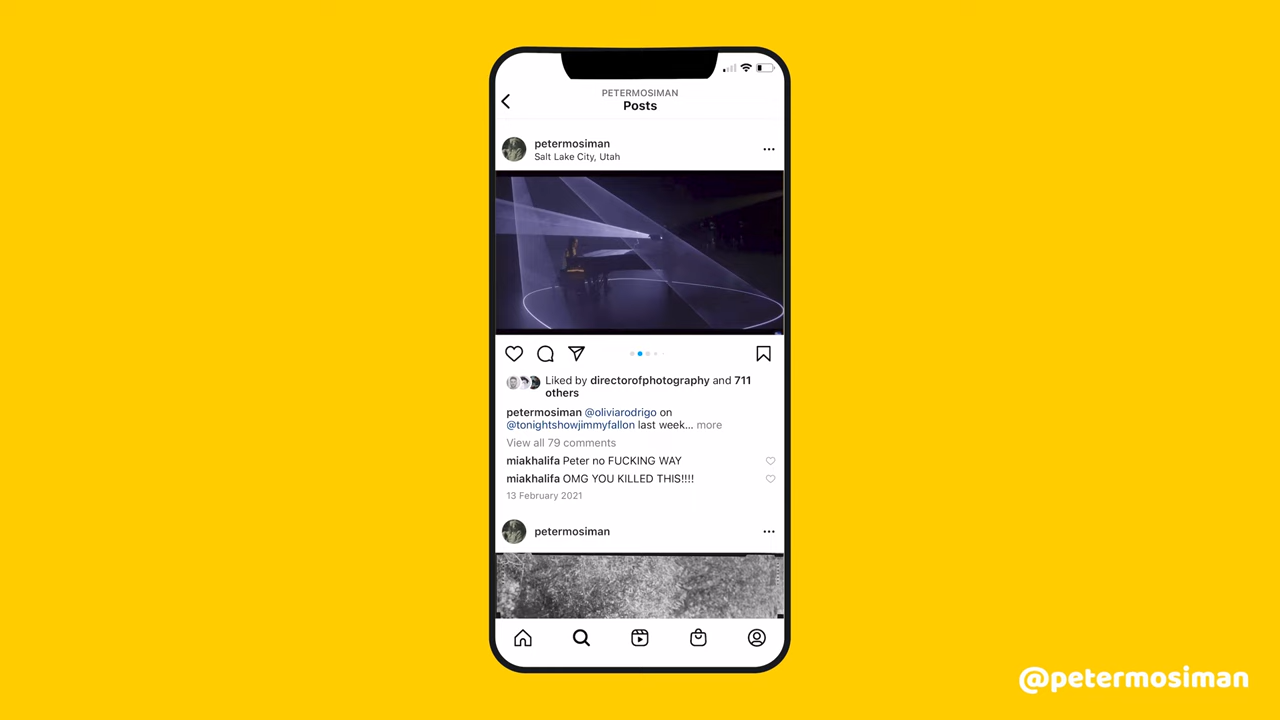 PETERMOSIMAN
Posts
petermosiman
Salt Lake City, Utah
Liked by directorofphotography and 711
others
petermosiman @oliviarodrigo on
@tonightshowjimmyfallon last week... more
View all 79 comments
miakhalifa Peter no FUCKING WAY
miakhalifa OMG YOU KILLED THIS!!!!
13 February 2021
petermosiman
@petermosiman